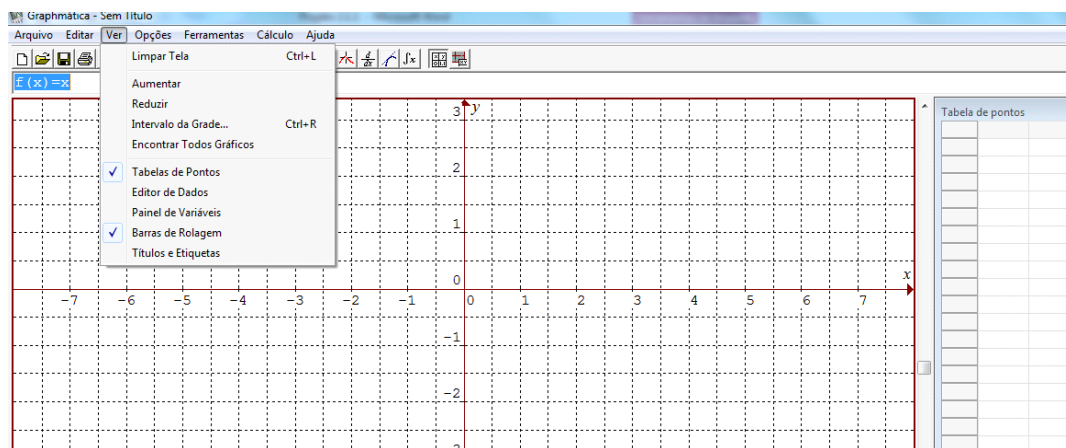 Graphmática - Sem Título
Arquivo Editar Ver Opções Ferramentas Cálculo Ajuda
Limpar Tela Ctrl+L
f(x)=x
Aumentar
Reduzir
Intervalo da Grade... Ctrl+R
Encontrar Todos Gráficos
Tabelas de Pontos
Editor de Dados
Painel de Variáveis
Barras de Rolagem
Títulos e Etiquetas
Tabela de pontos
3 y
2
1
0 x
-7 -6 -5 -4 -3 -2 -1 0 1 2 3 4 5 6 7
-1
-2